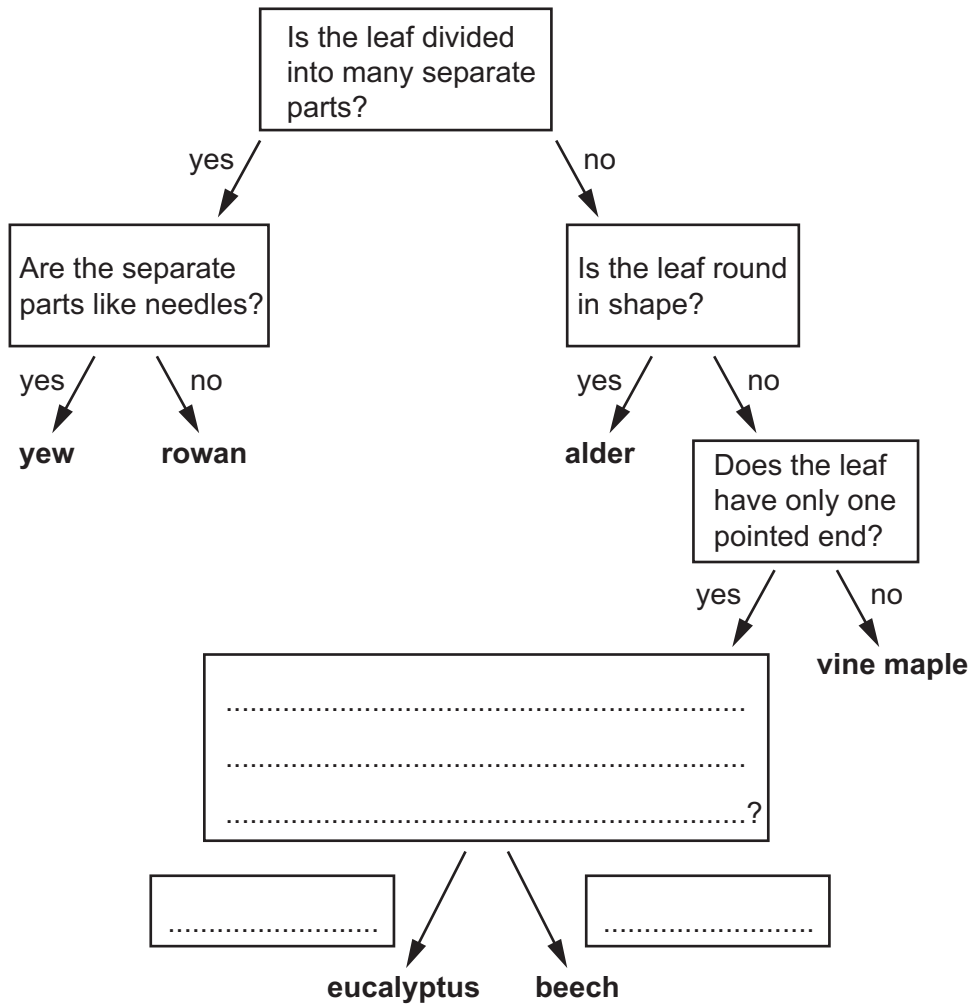 Is the leaf divided
into many separate
parts?
yes
no
Are the separate
parts like needles?
Is the leaf round
in shape?
yes
no
yes
no
yew
rowan
alder
Does the leaf
have only one
pointed end?
yes
no
vine maple
................................................................
................................................................
................................................................?
..........................
..........................
eucalyptus
beech